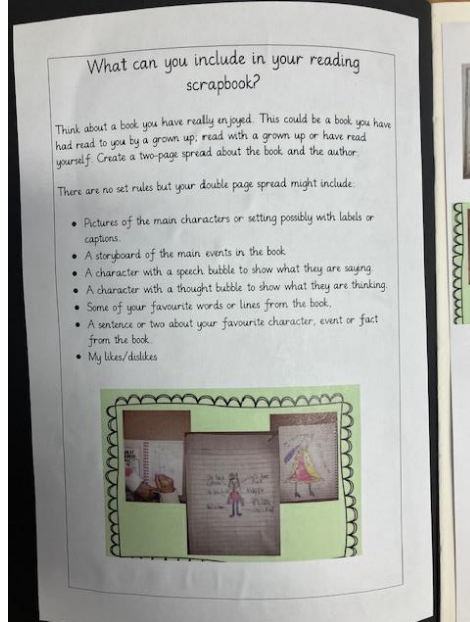 What can you include in your reading
scrapbook?
Think about a book you have really enjoyed. This could be a book you have
had read to you by a grown up, read with a grown up or have read
yourself. Create a two-page spread about the book and the author.
There are no set rules but your double page spread might include:
• Pictures of the main characters or setting possibly with labels or
captions.
• A storyboard of the main events in the book
• A character with a speech bubble to show what they are saying.
• A character with a thought bubble to show what they are thinking.
• Some of your favourite words or lines from the book.
• A sentence or two about your favourite character, event or fact
from the book.
• My likes/dislikes